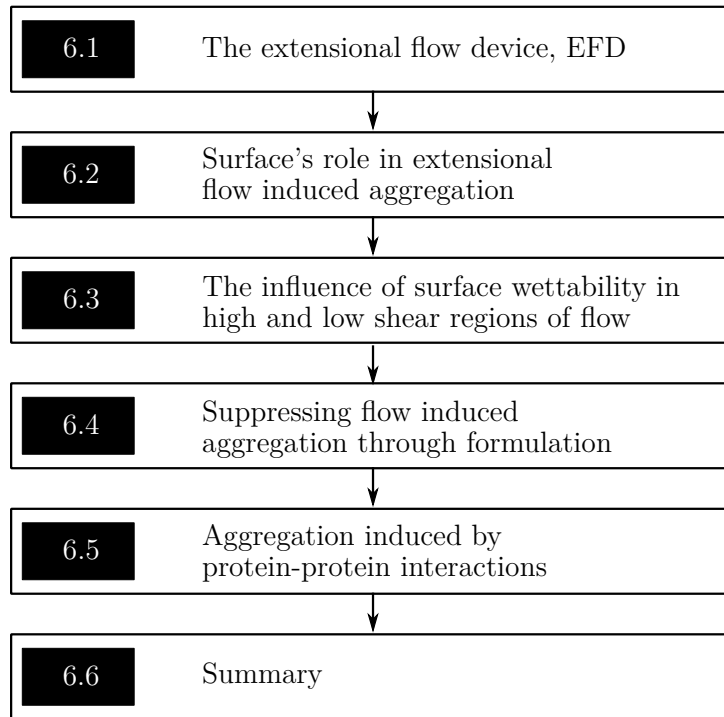 6.1 The extensional flow device, EFD
6.2 Surface's role in extensional
flow induced aggregation
6.3 The influence of surface wettability in
high and low shear regions of flow
6.4 Suppressing flow induced
aggregation through formulation
6.5 Aggregation induced by
protein-protein interactions
6.6 Summary